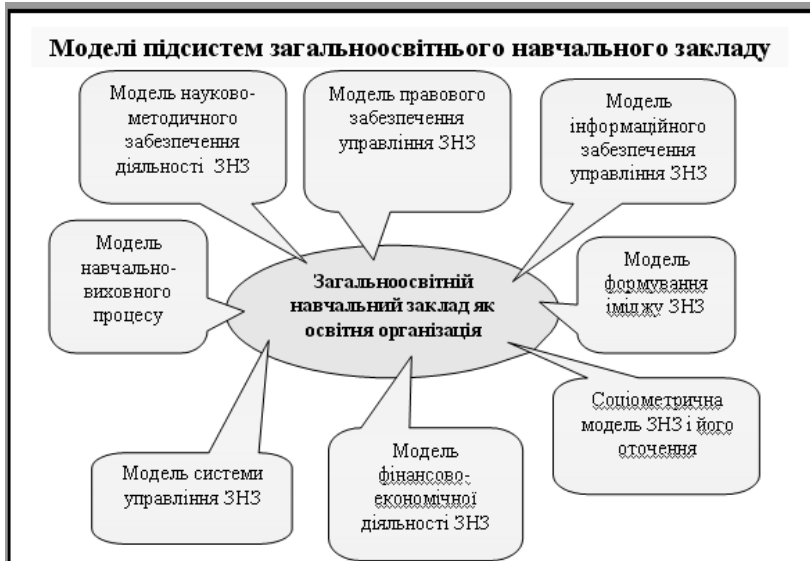 Моделі підсистем загальноосвітнього навчального закладу
Модель науково-
методичного
забезпечення
діяльності ЗНЗ
Модель правового
забезпечення
управління ЗНЗ
Модель
інформаційного
забезпечення
управління ЗНЗ
Модель
навчально-
виховного
процесу
Загальноосвітній
навчальний заклад як
освітня організація
Модель
формування
іміджу ЗНЗ
Модель системи
управління ЗНЗ
Модель
фінансово-
економічної
діяльності ЗНЗ
Соціометрична
модель ЗНЗ і його
оточення